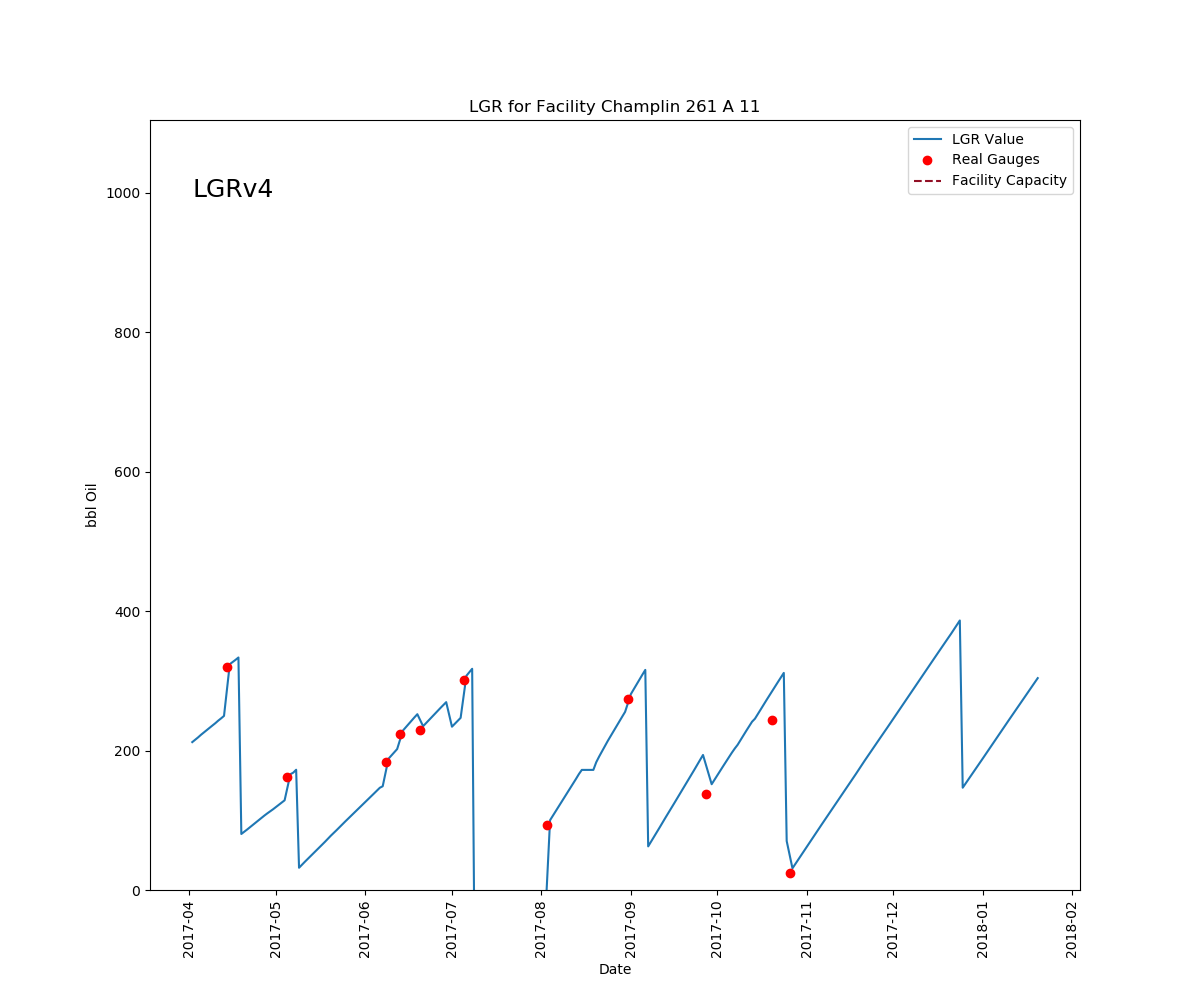 LGR for Facility Champlin 261 A 11
LGR Value
Real Gauges
Facility Capacity
LGRv4
1000
800
600
400
200
0
bbl Oil
2017-04
2017-05
2017-06
2017-07
2017-08
2017-09
2017-10
2017-11
2017-12
2018-01
2018-02
Date